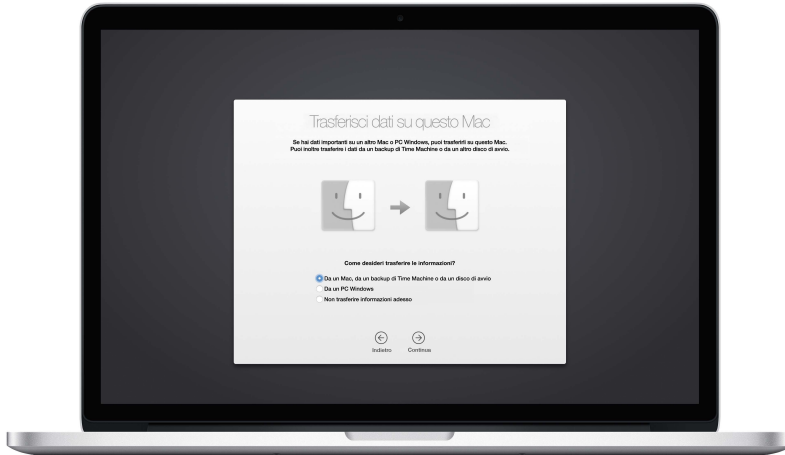 Trasferisci dati su questo Mac
Se hai dati importanti su un altro Mac o PC Windows, puoi trasferirli su questo Mac.
Puoi inoltre trasferire i dati da un backup di Time Machine o da un altro disco di avvio.
Come desideri trasferire le informazioni?
Da un Mac, da un backup di Time Machine o da un disco di avvio
Da un PC Windows
Non trasferire informazioni adesso
Indietro Continua